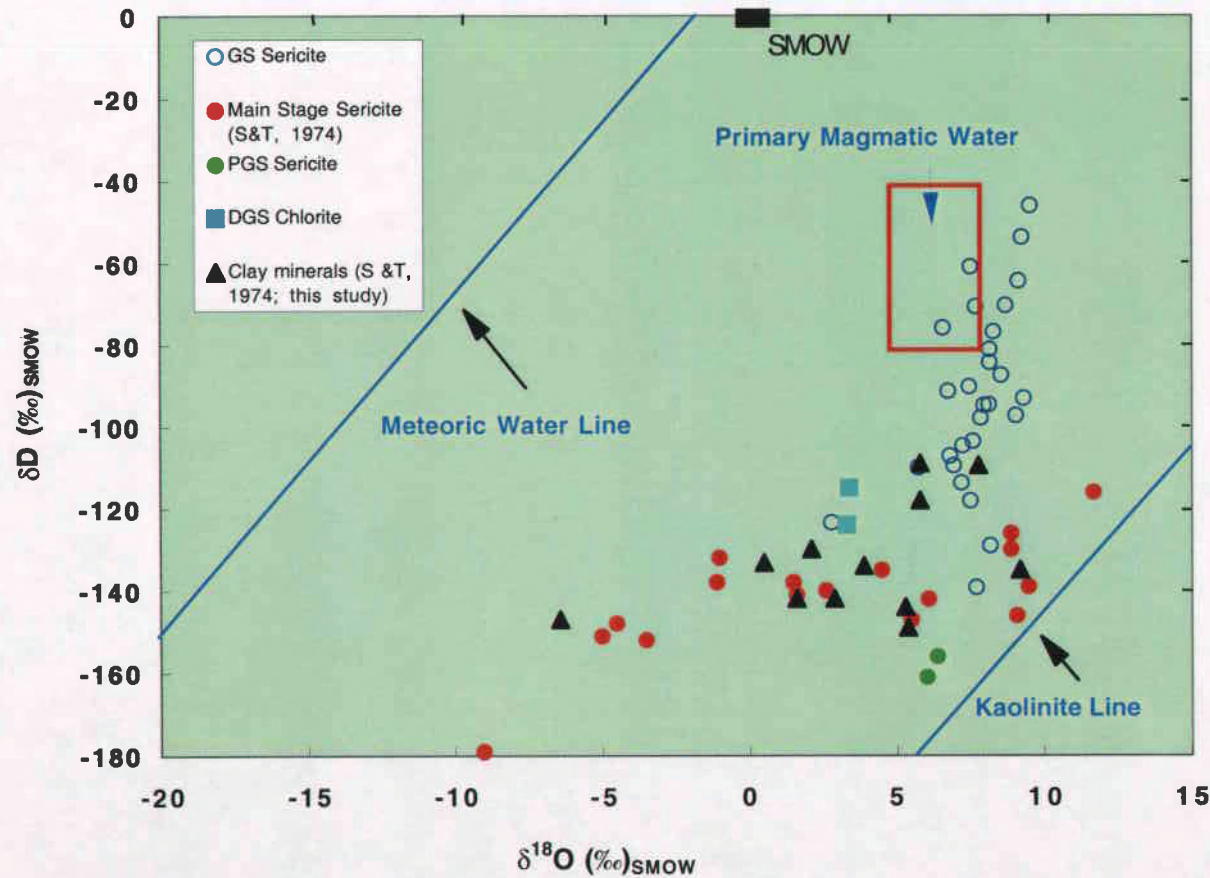 0
-20
-40
-60
-80
-100
-120
-140
-160
-180
δD (‰)SMOW
GS Sericite
Main Stage Sericite
(S&T, 1974)
PGS Sericite
DGS Chlorite
Clay minerals (S &T,
1974; this study)
SMOW
Primary Magmatic Water
Meteoric Water Line
Kaolinite Line
-20 -15 -10 -5 0 5 10 15
δ18O (‰)SMOW